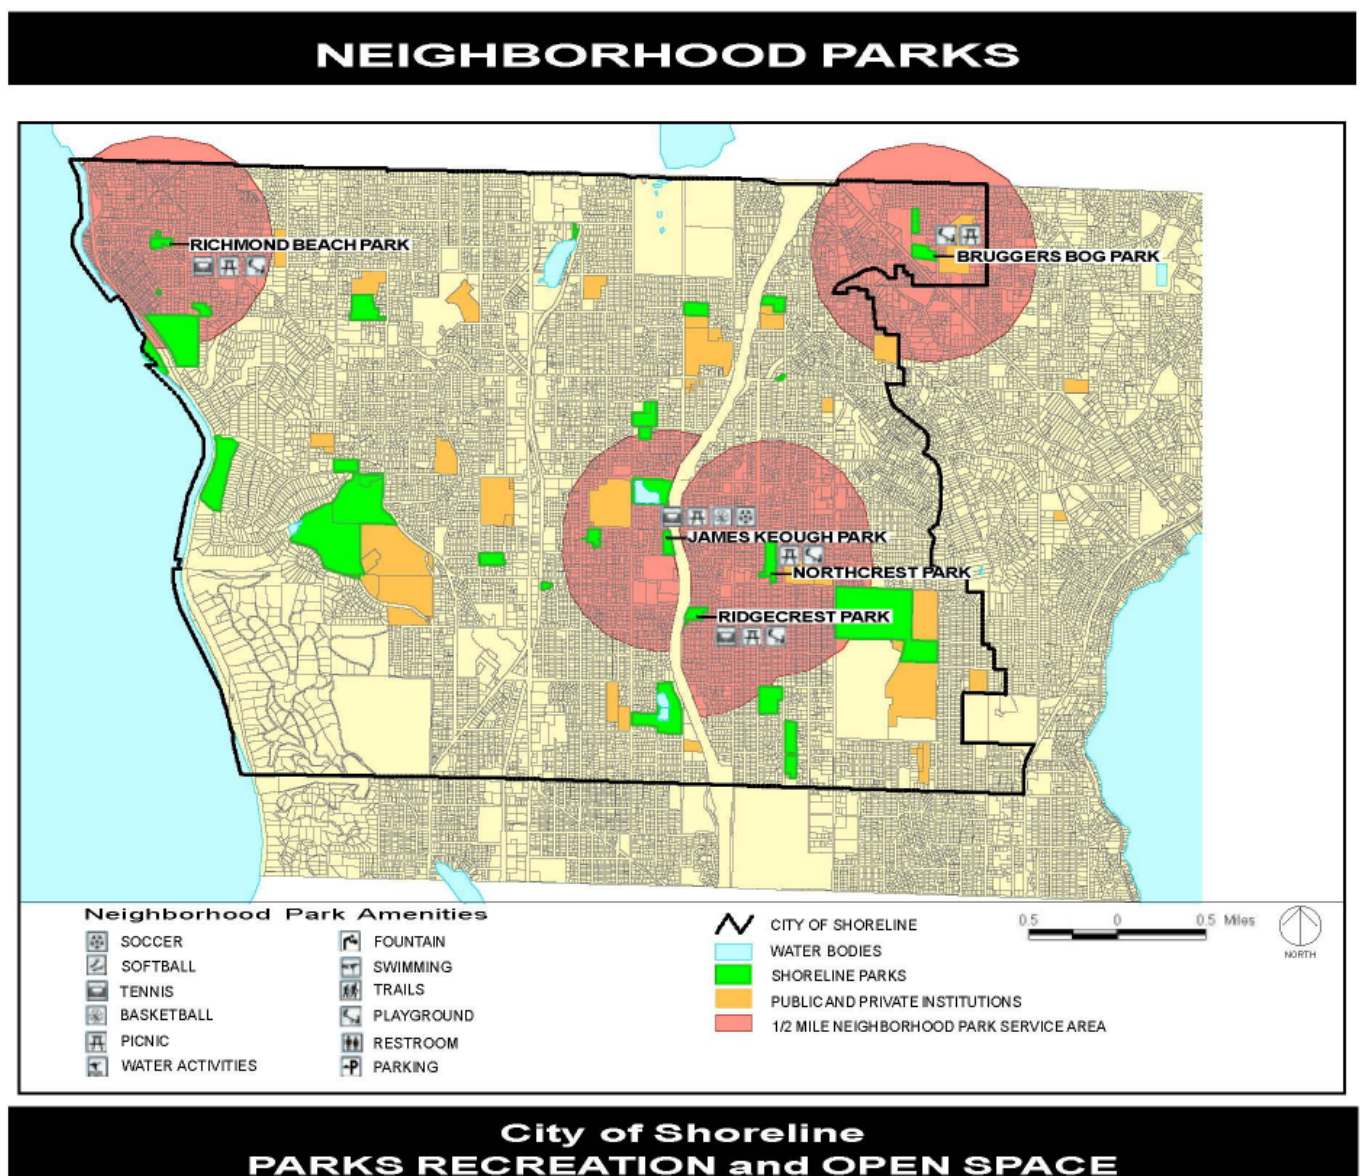 NEIGHBORHOOD PARKS
RICHMOND BEACH PARK
BRUGGERS BOG PARK
JAMES KEOUGH PARK
NORTHCREST PARK
RIDGECREST PARK
Neighborhood Park Amenities
SOCCER
SOFTBALL
TENNIS
BASKETBALL
PICNIC
WATER ACTIVITIES
FOUNTAIN
SWIMMING
TRAILS
PLAYGROUND
RESTROOM
P PARKING
CITY OF SHORELINE
WATER BODIES
SHORELINE PARKS
PUBLIC AND PRIVATE INSTITUTIONS
1/2 MILE NEIGHBORHOOD PARK SERVICE AREA
0.5 0 0.5 Miles
NORTH
City of Shoreline
PARKS RECREATION and OPEN SPACE